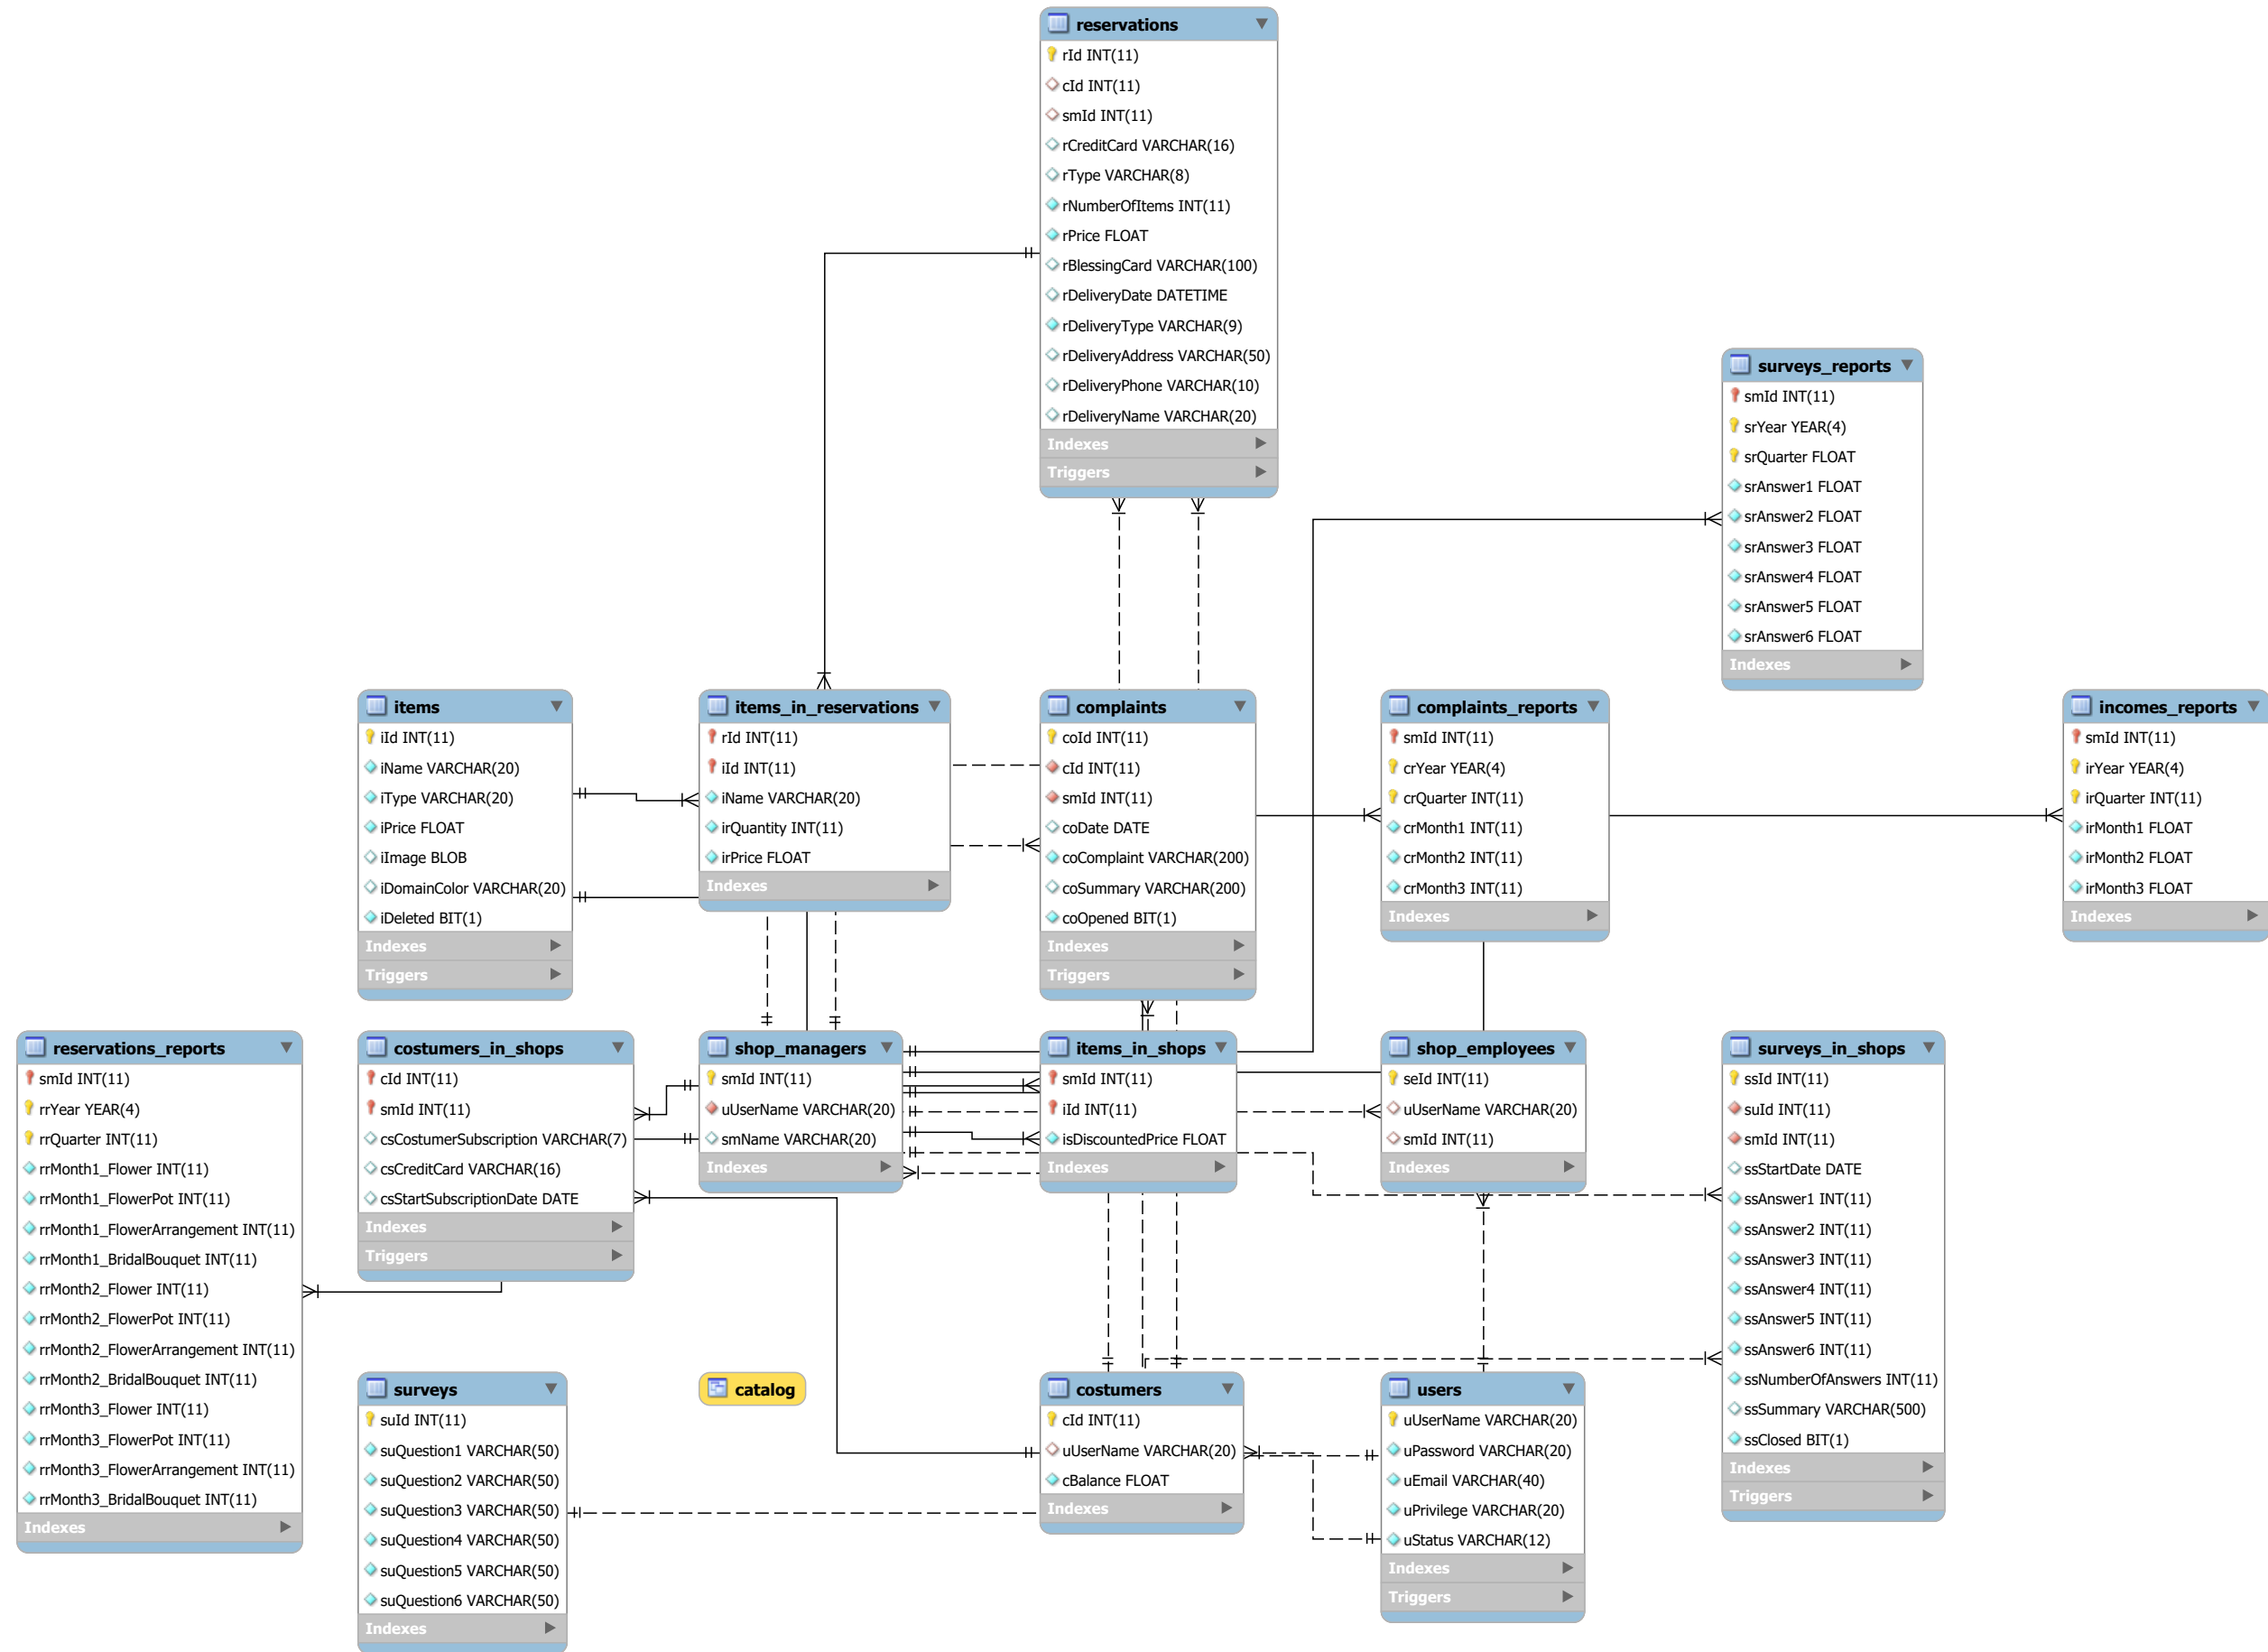 reservations
rId INT(11)
cId INT(11)
smId INT(11)
rCreditCard VARCHAR(16)
rType VARCHAR(8)
rNumberOfItems INT(11)
rPrice FLOAT
rBlessingCard VARCHAR(100)
rDeliveryDate DATETIME
rDeliveryType VARCHAR(9)
rDeliveryAddress VARCHAR(50)
rDeliveryPhone VARCHAR(10)
rDeliveryName VARCHAR(20)
Indexes
Triggers
surveys_reports
smId INT(11)
srYear YEAR(4)
srQuarter FLOAT
srAnswer1 FLOAT
srAnswer2 FLOAT
srAnswer3 FLOAT
srAnswer4 FLOAT
srAnswer5 FLOAT
srAnswer6 FLOAT
Indexes
items
iId INT(11)
iName VARCHAR(20)
iType VARCHAR(20)
iPrice FLOAT
iImage BLOB
iDomainColor VARCHAR(20)
iDeleted BIT(1)
Indexes
Triggers
items_in_reservations
rId INT(11)
iId INT(11)
iName VARCHAR(20)
irQuantity INT(11)
irPrice FLOAT
Indexes
complaints
coId INT(11)
cId INT(11)
smId INT(11)
coDate DATE
coComplaint VARCHAR(200)
coSummary VARCHAR(200)
coOpened BIT(1)
Indexes
Triggers
complaints_reports
smId INT(11)
crYear YEAR(4)
crQuarter INT(11)
crMonth1 INT(11)
crMonth2 INT(11)
crMonth3 INT(11)
Indexes
incomes_reports
smId INT(11)
irYear YEAR(4)
irQuarter INT(11)
irMonth1 FLOAT
irMonth2 FLOAT
irMonth3 FLOAT
Indexes
reservations_reports
smId INT(11)
rrYear YEAR(4)
rrQuarter INT(11)
rrMonth1_Flower INT(11)
rrMonth1_FlowerPot INT(11)
rrMonth1_FlowerArrangement INT(11)
rrMonth1_BridalBouquet INT(11)
rrMonth2_Flower INT(11)
rrMonth2_FlowerPot INT(11)
rrMonth2_FlowerArrangement INT(11)
rrMonth2_BridalBouquet INT(11)
rrMonth3_Flower INT(11)
rrMonth3_FlowerPot INT(11)
rrMonth3_FlowerArrangement INT(11)
rrMonth3_BridalBouquet INT(11)
Indexes
costumers_in_shops
cId INT(11)
smId INT(11)
csCostumerSubscription VARCHAR(7)
csCreditCard VARCHAR(16)
csStartSubscriptionDate DATE
Indexes
Triggers
shop_managers
smId INT(11)
uUserName VARCHAR(20)
smName VARCHAR(20)
Indexes
items_in_shops
smId INT(11)
iId INT(11)
isDiscountedPrice FLOAT
Indexes
shop_employees
seId INT(11)
uUserName VARCHAR(20)
smId INT(11)
Indexes
surveys_in_shops
ssId INT(11)
suId INT(11)
smId INT(11)
ssStartDate DATE
ssAnswer1 INT(11)
ssAnswer2 INT(11)
ssAnswer3 INT(11)
ssAnswer4 INT(11)
ssAnswer5 INT(11)
ssAnswer6 INT(11)
ssNumberOfAnswers INT(11)
ssSummary VARCHAR(500)
ssClosed BIT(1)
Indexes
Triggers
surveys
suId INT(11)
suQuestion1 VARCHAR(50)
suQuestion2 VARCHAR(50)
suQuestion3 VARCHAR(50)
suQuestion4 VARCHAR(50)
suQuestion5 VARCHAR(50)
suQuestion6 VARCHAR(50)
Indexes
catalog
costumers
cId INT(11)
uUserName VARCHAR(20)
cBalance FLOAT
Indexes
users
uUserName VARCHAR(20)
uPassword VARCHAR(20)
uEmail VARCHAR(40)
uPrivilege VARCHAR(20)
uStatus VARCHAR(12)
Indexes
Triggers